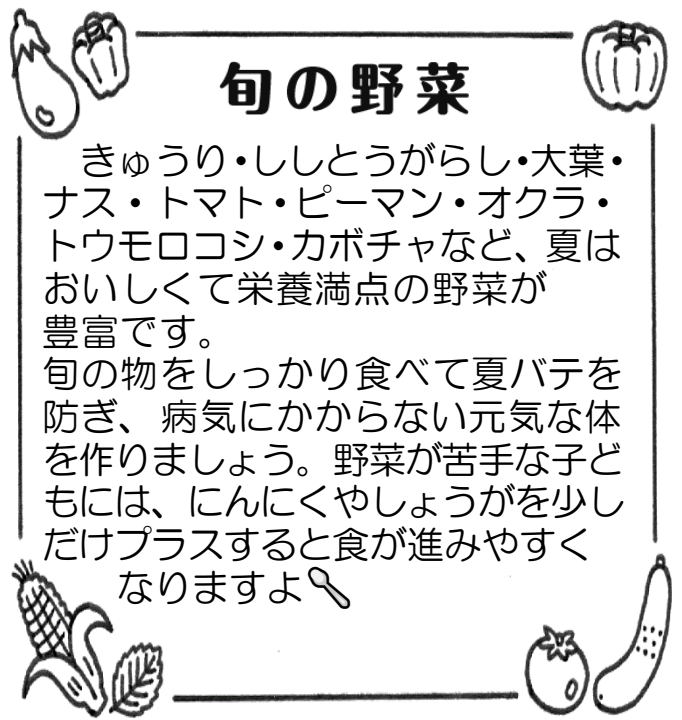 旬の野菜
きゅうり・ししとうがらし・大葉・
ナス・トマト・ピーマン・オクラ・
トウモロコシ・カボチャなど、夏は
おいしくて栄養満点の野菜が
豊富です。
旬の物をしっかり食べて夏バテを
防ぎ、病気にかからない元気な体
を作りましょう。野菜が苦手な子ど
もには、にんにくやしょうがを少し
だけプラスすると食が進みやすく
なりますよ🥄